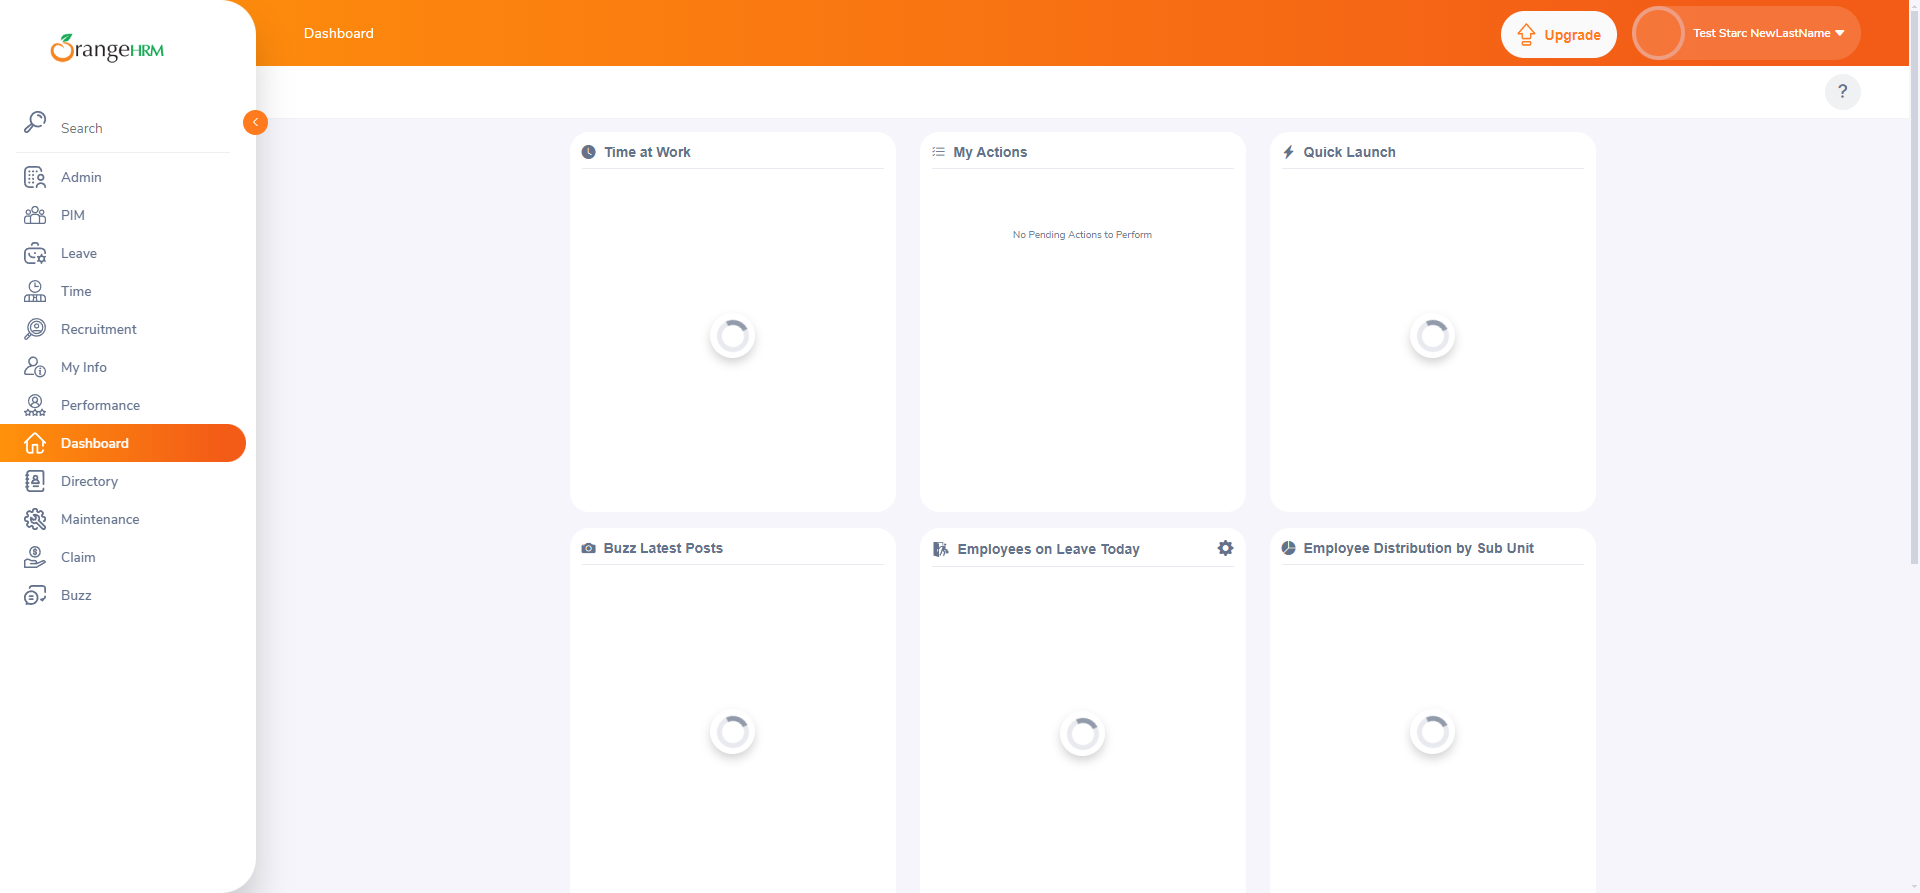 OrangeHRM
Dashboard
Upgrade
Test Starc NewLastName
?
Search
Admin
PIM
Leave
Time
Recruitment
My Info
Performance
Dashboard
Directory
Maintenance
Claim
Buzz
Time at Work
My Actions
No Pending Actions to Perform
Quick Launch
Buzz Latest Posts
Employees on Leave Today
Employee Distribution by Sub Unit